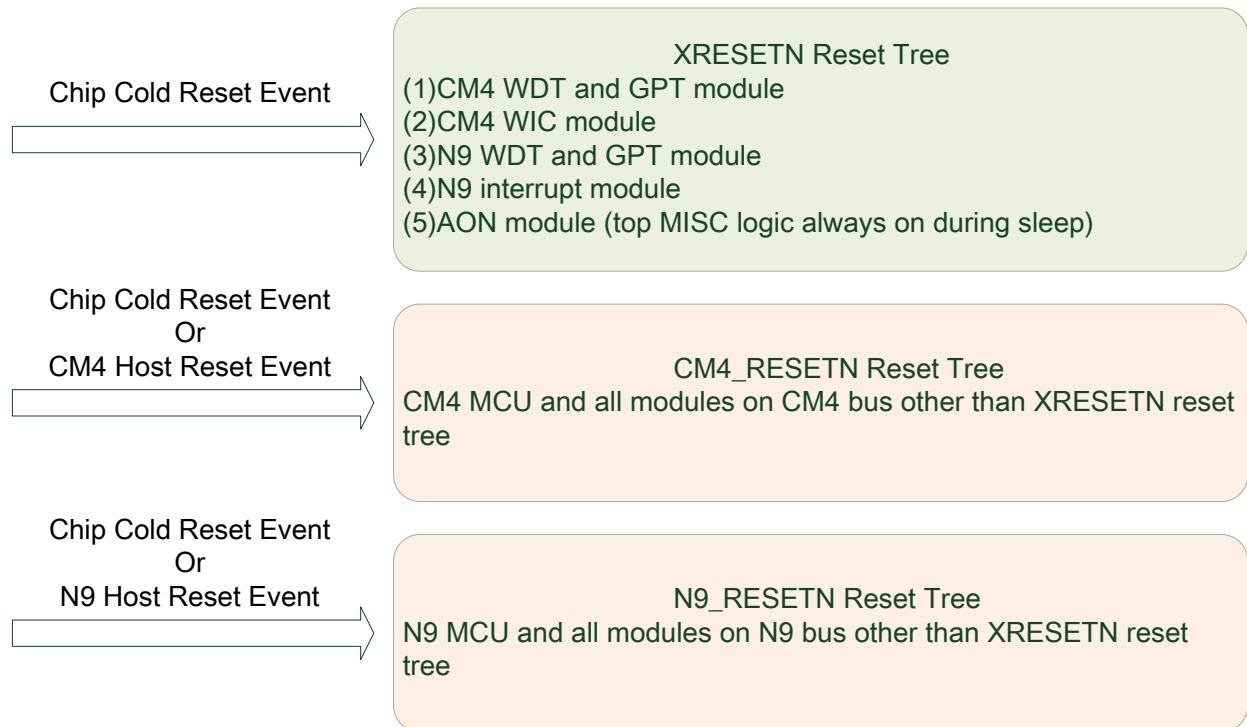 Chip Cold Reset Event
XRESETN Reset Tree
(1)CM4 WDT and GPT module
(2)CM4 WIC module
(3)N9 WDT and GPT module
(4)N9 interrupt module
(5)AON module (top MISC logic always on during sleep)
Chip Cold Reset Event
Or
CM4 Host Reset Event
CM4_RESETN Reset Tree
CM4 MCU and all modules on CM4 bus other than XRESETN reset
tree
Chip Cold Reset Event
Or
N9 Host Reset Event
N9_RESETN Reset Tree
N9 MCU and all modules on N9 bus other than XRESETN reset
tree